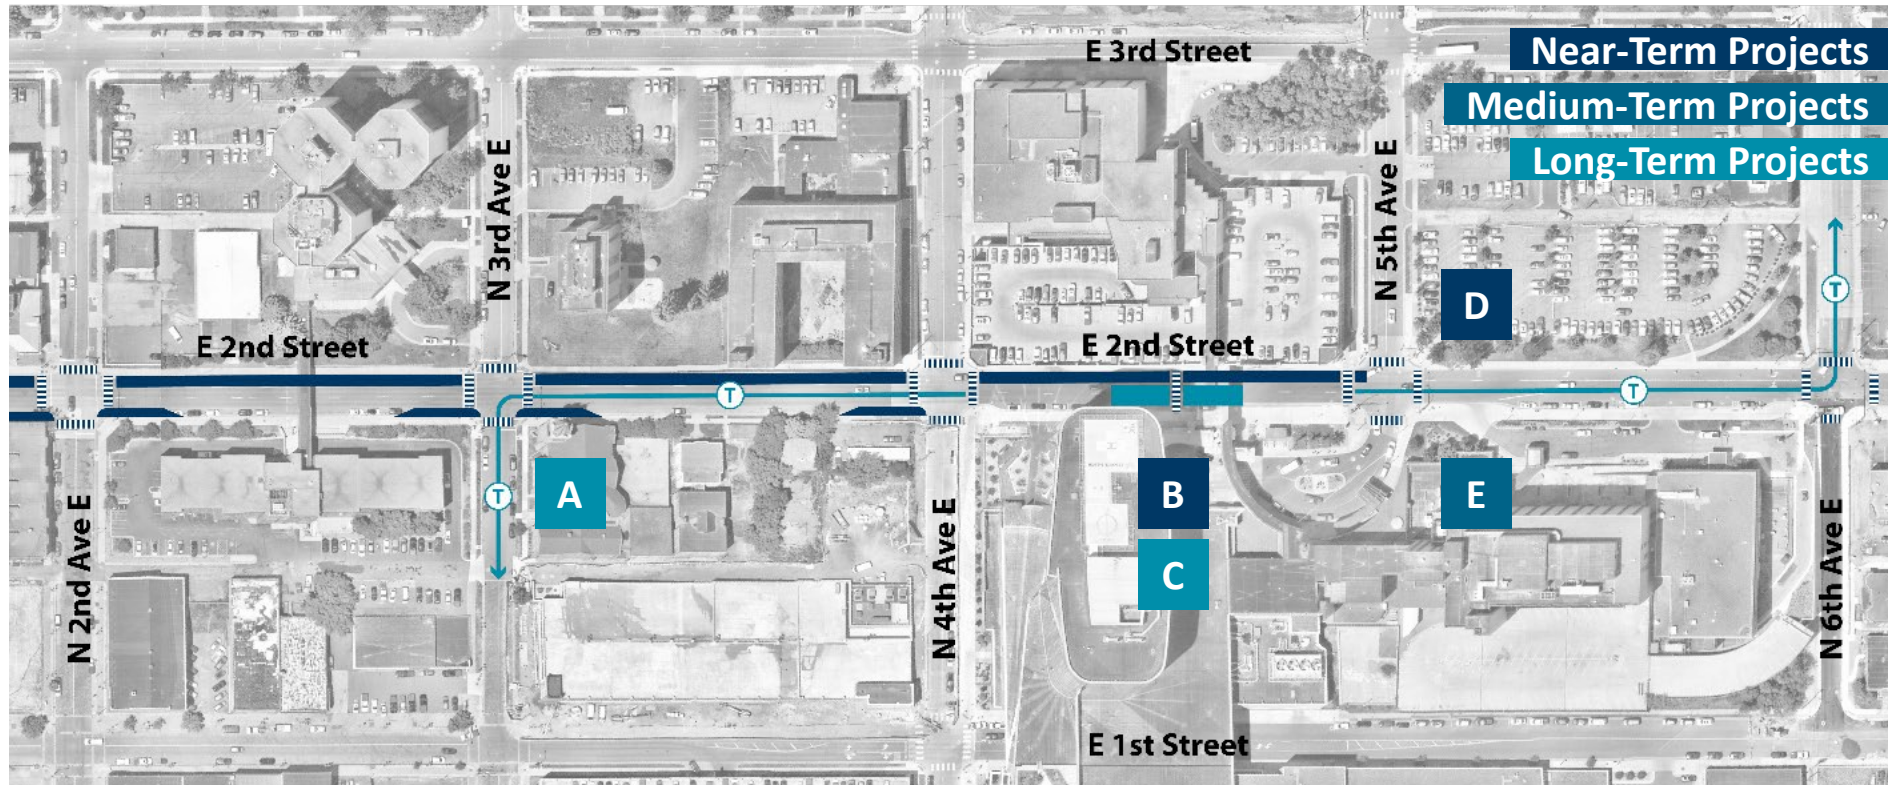 E 3rd Street
Near-Term Projects
Medium-Term Projects
Long-Term Projects
N 3rd Ave E
N 5th Ave E
D
T
E 2nd Street
E 2nd Street
T
T
T
A
B
E
C
N 2nd Ave E
N 4th Ave E
N 6th Ave E
E 1st Street